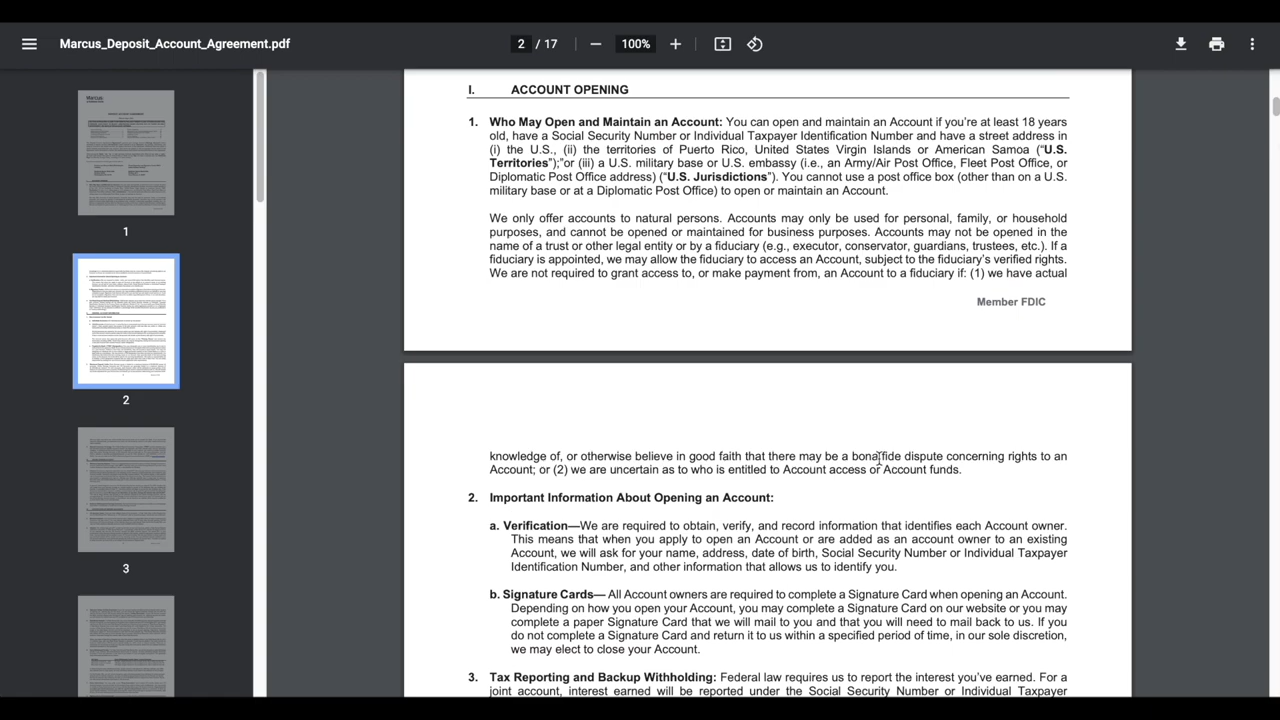 Marcus_Deposit_Account_Agreement.pdf
2 / 17
100%
1
2
3
I. ACCOUNT OPENING
1. Who May Open and Maintain an Account: You can open and maintain an Account if you're at least 18 years
old, have a Social Security Number or Individual Taxpayer Identification Number and have a street address in
(i) the U.S., (ii) the territories of Puerto Rico, United States Virgin Islands or American Samoa (“U.S.
Territories”), or (iii) a U.S. military base or U.S. embassy (i.e., an Army/Air Post Office, Fleet Post Office, or
Diplomatic Post Office address) (“U.S. Jurisdictions”). You cannot use a post office box (other than on a U.S.
military base or at a Diplomatic Post Office) to open or maintain an Account.
We only offer accounts to natural persons. Accounts may only be used for personal, family, or household
purposes, and cannot be opened or maintained for business purposes. Accounts may not be opened in the
name of a trust or other legal entity or by a fiduciary (e.g., executor, conservator, guardians, trustees, etc.). If a
fiduciary is appointed, we may allow the fiduciary to access an Account, subject to the fiduciary's verified rights.
We are not required to grant access to, or make payment from, an Account to a fiduciary if: (1) we have actual
Member FDIC
knowledge of, or otherwise believe in good faith that there may be a bona fide dispute concerning rights to an
Account; or (2) we are uncertain as to who is entitled to Account access or Account funds.
2. Important Information About Opening an Account:
a. Verification—We are required to obtain, verify, and record information that identifies each Account owner.
This means that when you apply to open an Account or are added as an account owner to an existing
Account, we will ask for your name, address, date of birth, Social Security Number or Individual Taxpayer
Identification Number, and other information that allows us to identify you.
b. Signature Cards— All Account owners are required to complete a Signature Card when opening an Account.
Depending on how you open your Account, you may complete a Signature Card on our website or you may
complete a paper Signature Card that we will mail to you and that you will need to mail back to us. If you
do not complete a Signature Card and return it to us within a specified period of time, in our sole discretion,
we may elect to close your Account.
3. Tax Reporting and Backup Withholding: Federal law requires us to report the interest you've earned. For a
joint account, interest earned will be reported under the Social Security Number or Individual Taxpayer